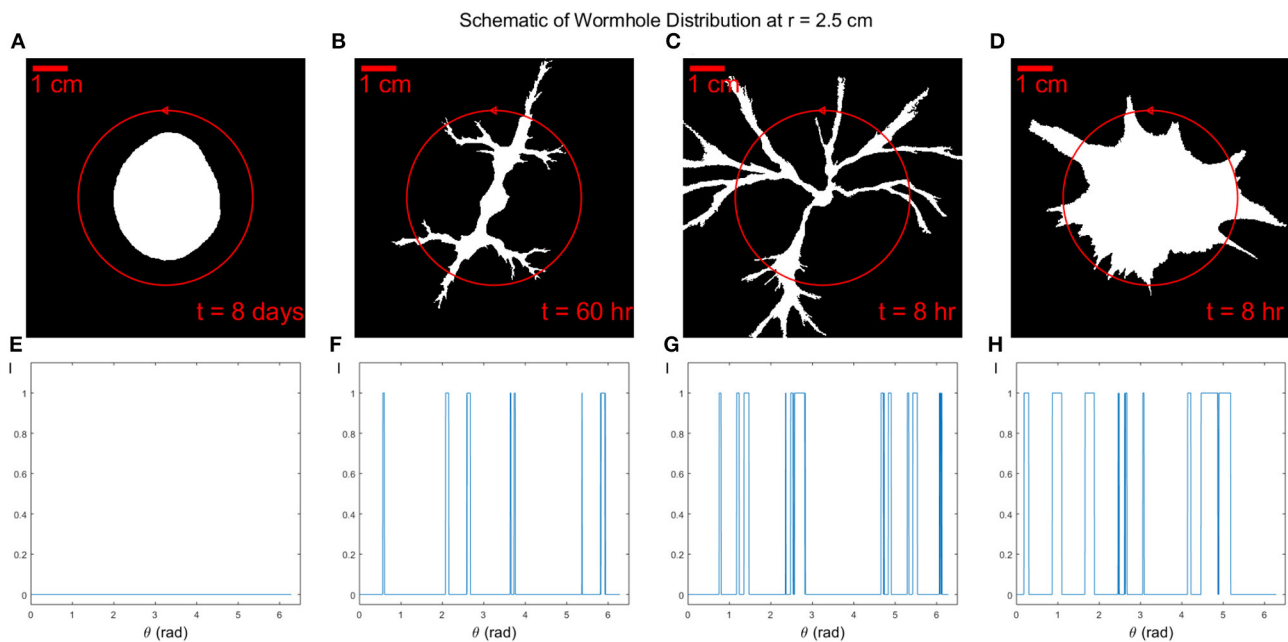 Schematic of Wormhole Distribution at r = 2.5 cm
A B C D
1 cm 1 cm 1 cm 1 cm
t = 8 days t = 60 hr t = 8 hr t = 8 hr
E F G H
I I I I
1 1 1 1
0.8 0.8 0.8 0.8
0.6 0.6 0.6 0.6
0.4 0.4 0.4 0.4
0.2 0.2 0.2 0.2
0 0 0 0
0 1 2 3 4 5 6 0 1 2 3 4 5 6 0 1 2 3 4 5 6 0 1 2 3 4 5 6
θ (rad) θ (rad) θ (rad) θ (rad)